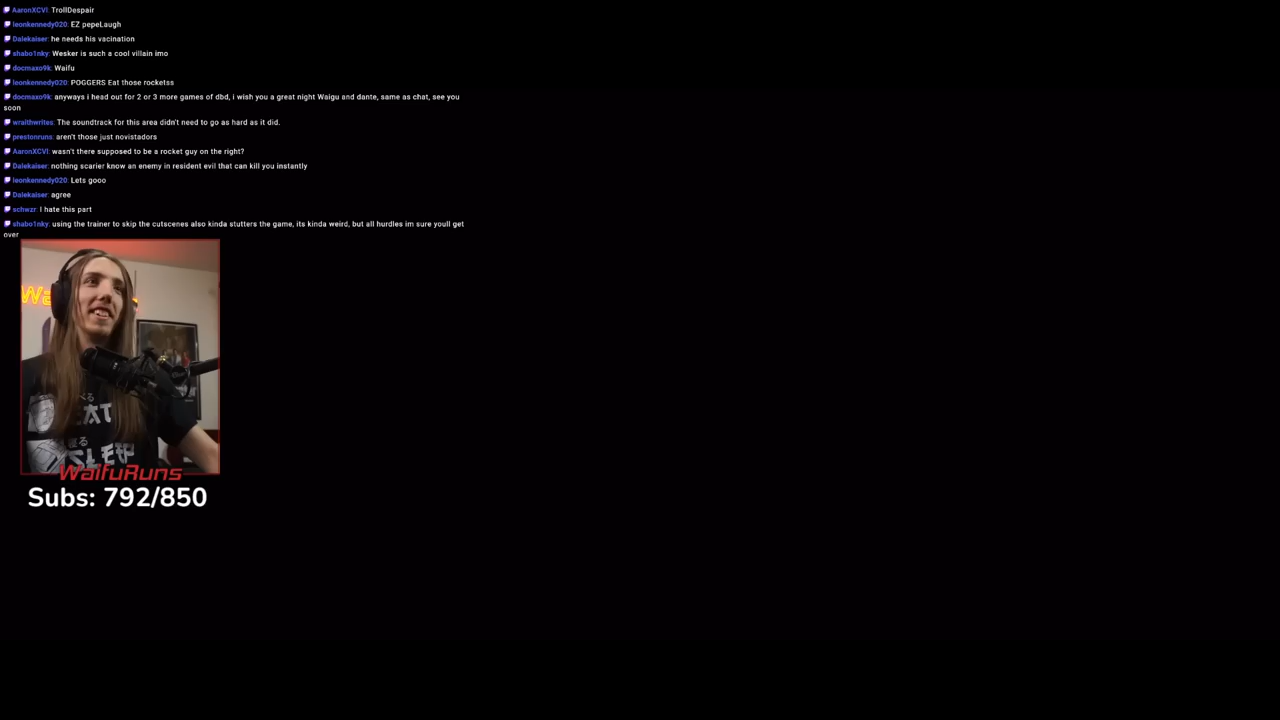 AaronXCVI: TrollDespair
leonkennedy020: EZ pepeLaugh
Dalekaiser: he needs his vacination
shabo1nky: Wesker is such a cool villain imo
docmaxo9k: Waifu
leonkennedy020: POGGERS Eat those rocketss
docmaxo9k: anyways i head out for 2 or 3 more games of dbd, i wish you a great night Waigu and dante, same as chat, see you
soon
wraithwrites: The soundtrack for this area didn't need to go as hard as it did.
prestonruns: aren't those just novistadors
AaronXCVI: wasn't there supposed to be a rocket guy on the right?
Dalekaiser: nothing scarier know an enemy in resident evil that can kill you instantly
leonkennedy020: Lets gooo
Dalekaiser: agree
schwzr: I hate this part
shabo1nky: using the trainer to skip the cutscenes also kinda stutters the game, its kinda weird, but all hurdles im sure youll get
over
Wa
べる
EAT
る
SLEEP
WaifuRuns
Subs: 792/850